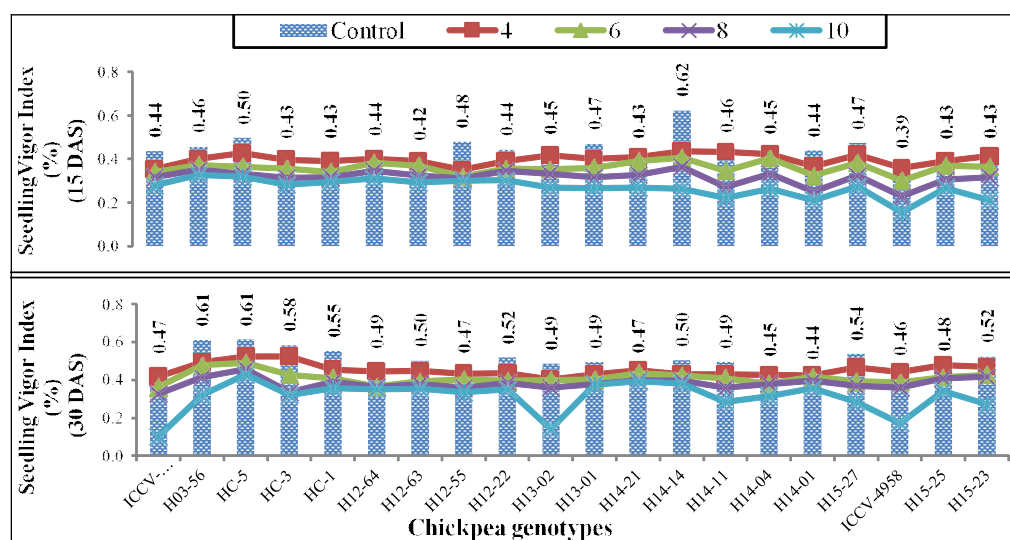 Control 4 6 8 10
Seedling Vigor Index
(%)
(15 DAS)
0.8
0.6
0.4
0.2
0.0
0.44 0.46 0.50 0.43 0.43 0.44 0.42 0.48 0.44 0.45 0.47 0.43 0.62 0.46 0.45 0.44 0.47 0.39 0.43 0.43
Seedling Vigor Index
(%)
(30 DAS)
0.8
0.6
0.4
0.2
0.0
0.47 0.61 0.61 0.58 0.55 0.49 0.50 0.47 0.52 0.49 0.49 0.47 0.50 0.49 0.45 0.44 0.54 0.46 0.48 0.52
ICCV-... H03-56 HC-5 HC-3 HC-1 H12-64 H12-63 H12-55 H12-22 H13-02 H13-01 H14-21 H14-14 H14-11 H14-04 H14-01 H15-27 ICCV-4958 H15-25 H15-23
Chickpea genotypes